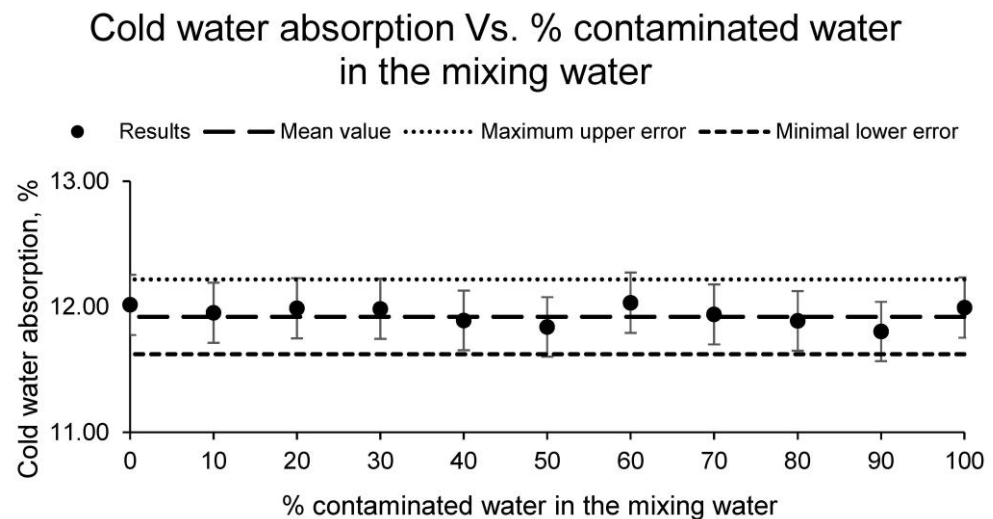 Cold water absorption Vs. % contaminated water
in the mixing water
Results Mean value Maximum upper error Minimal lower error
Cold water absorption, %
13.00
12.00
11.00
0 10 20 30 40 50 60 70 80 90 100
% contaminated water in the mixing water